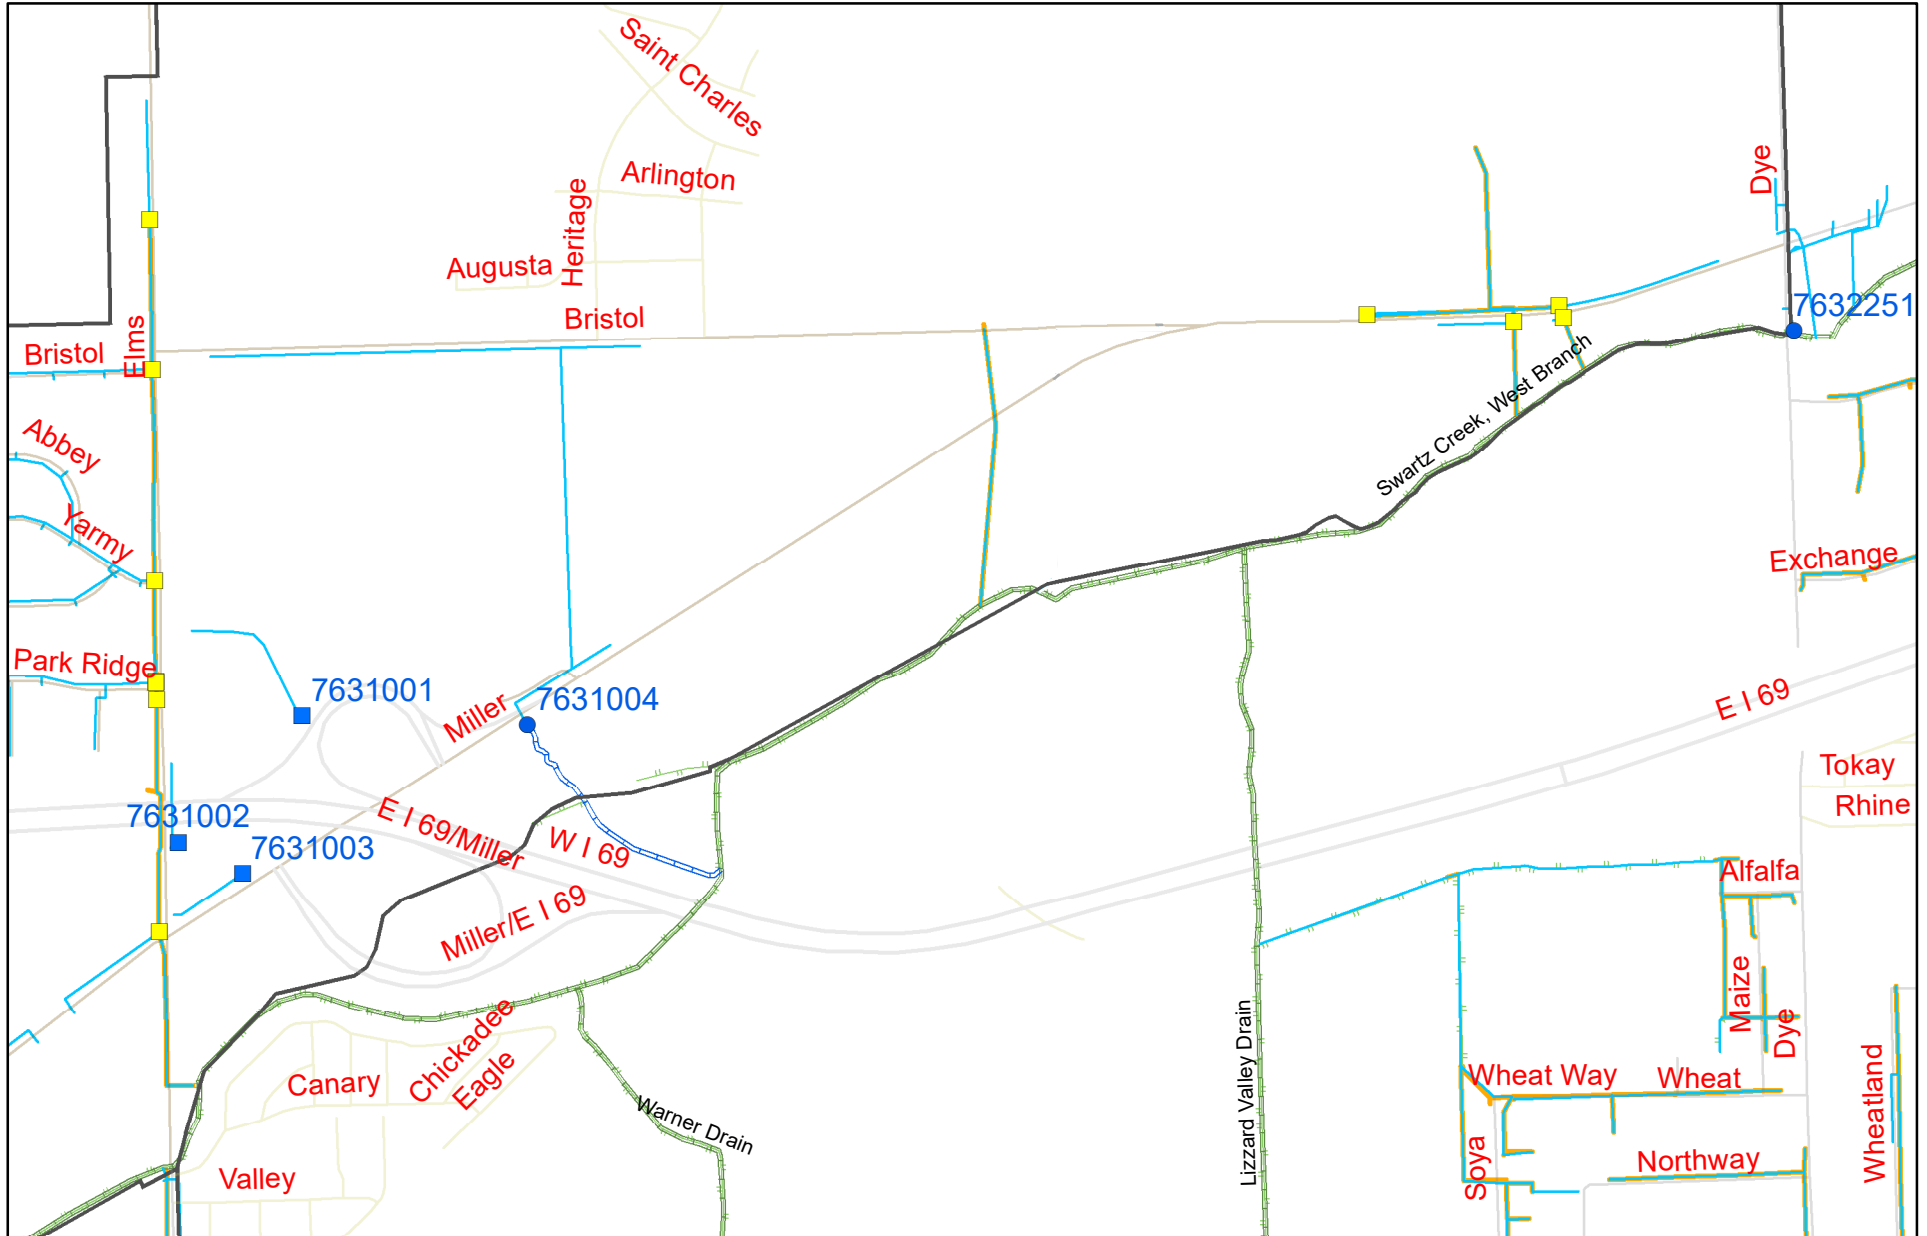 Saint Charles
Arlington
Dye
Heritage
Augusta
7632251
Bristol
Elms
Bristol
Swartz Creek, West Branch
Abbey
Yarmy
Exchange
Park Ridge
7631001
7631004
Miller
E I 69
Tokay
Rhine
7631002
E I 69/Miller
W I 69
7631003
Alfalfa
Miller/E I 69
Maize
Dye
Chickadee
Lizzard Valley Drain
Eagle
Canary
Wheat Way
Wheat
Wheatland
Warner Drain
Soya
Northway
Valley